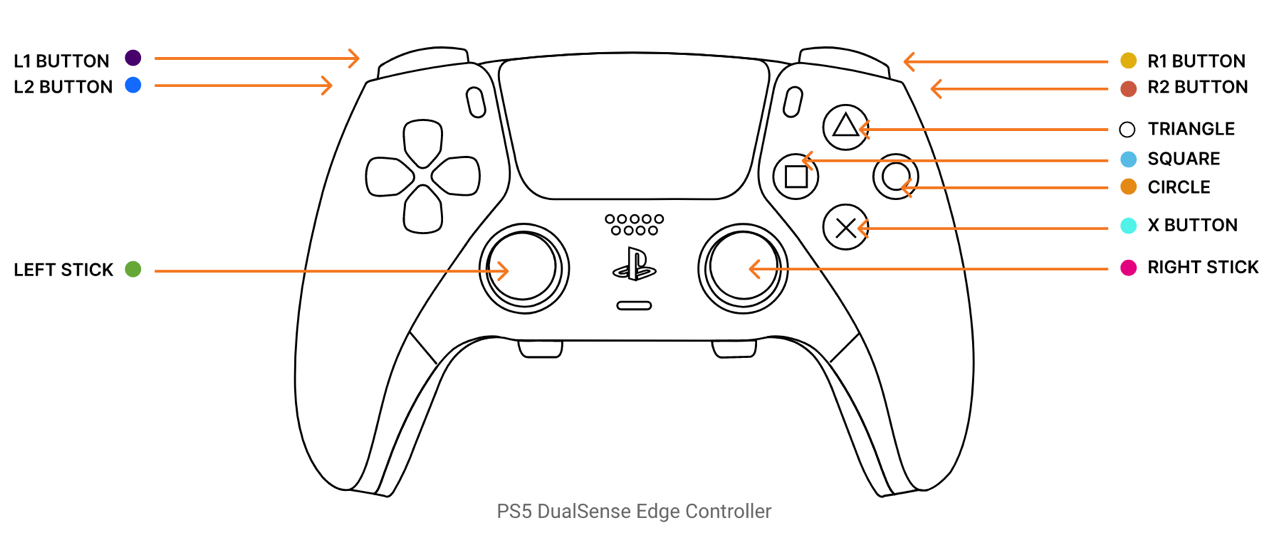 L1 BUTTON
L2 BUTTON
LEFT STICK
R1 BUTTON
R2 BUTTON
TRIANGLE
SQUARE
CIRCLE
X BUTTON
RIGHT STICK
PS5 DualSense Edge Controller